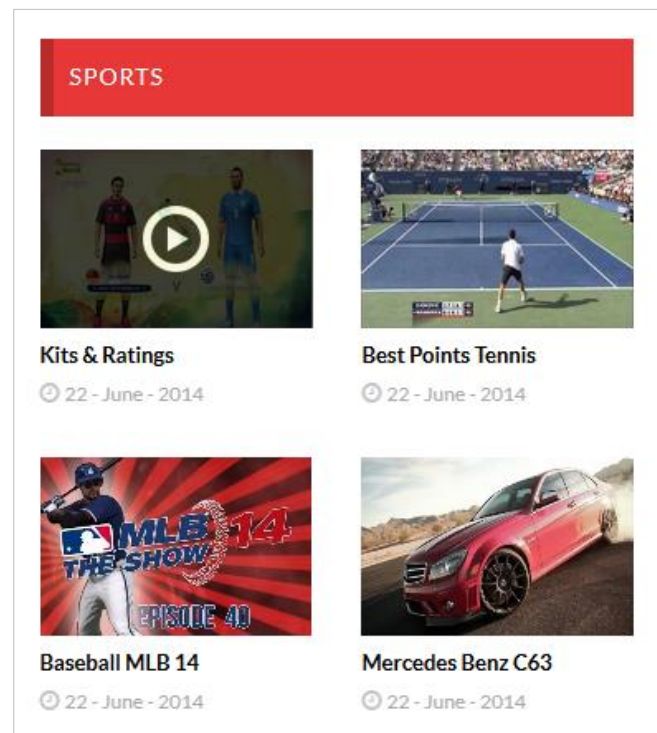 SPORTS
V
Kits & Ratings
22 - June - 2014
Best Points Tennis
22 - June - 2014
MLB 14
THE SHOW
EPISODE 40
Baseball MLB 14
22 - June - 2014
Mercedes Benz C63
22 - June - 2014